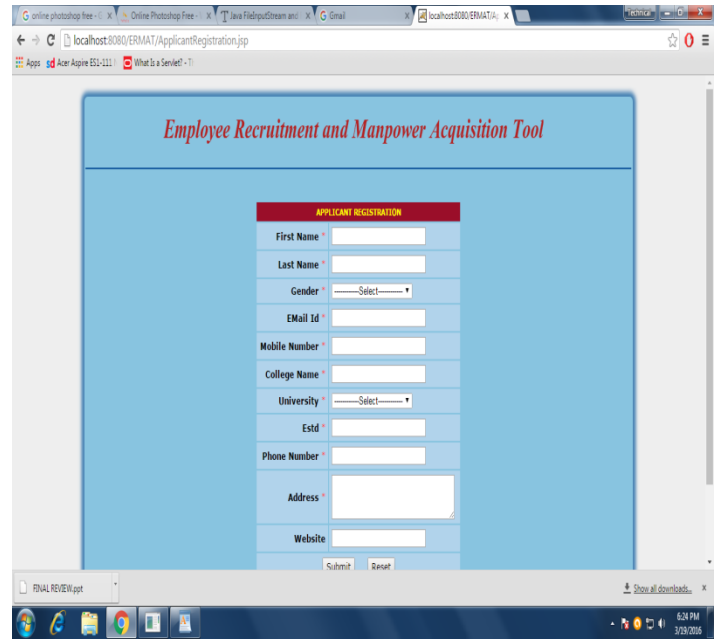 online photoshop free - G
Online Photoshop Free - 
Java FileInputStream and
Gmail
localhost:8080/ERMAT/Ap
Technical
localhost:8080/ERMAT/ApplicantRegistration.jsp
Apps
sd Acer Aspire ES1-111
What Is a Servlet? - T
Employee Recruitment and Manpower Acquisition Tool
APPLICANT REGISTRATION
First Name *
Last Name *
Gender * -----------Select-----------
EMail Id *
Mobile Number *
College Name *
University * -----------Select-----------
Estd *
Phone Number *
Address *
Website
Submit Reset
FINAL REVIEW.ppt
Show all downloads...
6:24 PM
3/19/2016